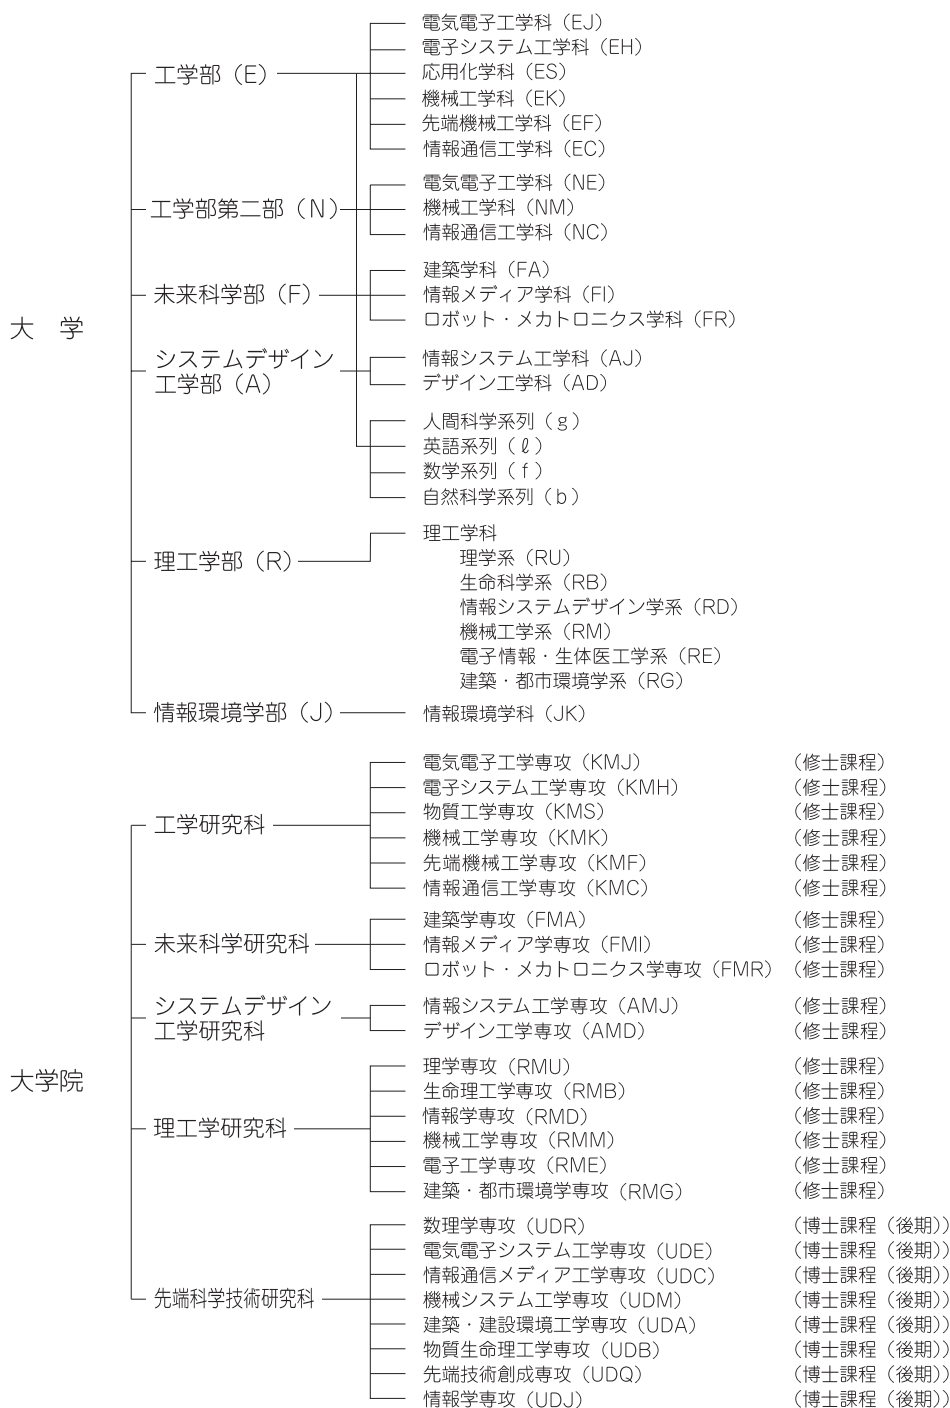 大　学
工学部（E）
電気電子工学科（EJ）
電子システム工学科（EH）
応用化学科（ES）
機械工学科（EK）
先端機械工学科（EF）
情報通信工学科（EC）
工学部第二部（N）
電気電子工学科（NE）
機械工学科（NM）
情報通信工学科（NC）
未来科学部（F）
建築学科（FA）
情報メディア学科（FI）
ロボット・メカトロニクス学科（FR）
システムデザイン
工学部（A）
情報システム工学科（AJ）
デザイン工学科（AD）
人間科学系列（g）
英語系列（ℓ）
数学系列（f）
自然科学系列（b）
理工学部（R）
理工学科
理学系（RU）
生命科学系（RB）
情報システムデザイン学系（RD）
機械工学系（RM）
電子情報・生体医工学系（RE）
建築・都市環境学系（RG）
情報環境学部（J）
情報環境学科（JK）
大学院
工学研究科
電気電子工学専攻（KMJ）（修士課程）
電子システム工学専攻（KMH）（修士課程）
物質工学専攻（KMS）（修士課程）
機械工学専攻（KMK）（修士課程）
先端機械工学専攻（KMF）（修士課程）
情報通信工学専攻（KMC）（修士課程）
未来科学研究科
建築学専攻（FMA）（修士課程）
情報メディア学専攻（FMI）（修士課程）
ロボット・メカトロニクス学専攻（FMR）（修士課程）
システムデザイン
工学研究科
情報システム工学専攻（AMJ）（修士課程）
デザイン工学専攻（AMD）（修士課程）
理工学研究科
理学専攻（RMU）（修士課程）
生命理工学専攻（RMB）（修士課程）
情報学専攻（RMD）（修士課程）
機械工学専攻（RMM）（修士課程）
電子工学専攻（RME）（修士課程）
建築・都市環境学専攻（RMG）（修士課程）
先端科学技術研究科
数理学専攻（UDR）（博士課程（後期））
電気電子システム工学専攻（UDE）（博士課程（後期））
情報通信メディア工学専攻（UDC）（博士課程（後期））
機械システム工学専攻（UDM）（博士課程（後期））
建築・建設環境工学専攻（UDA）（博士課程（後期））
物質生命理工学専攻（UDB）（博士課程（後期））
先端技術創成専攻（UDQ）（博士課程（後期））
情報学専攻（UDJ）（博士課程（後期））